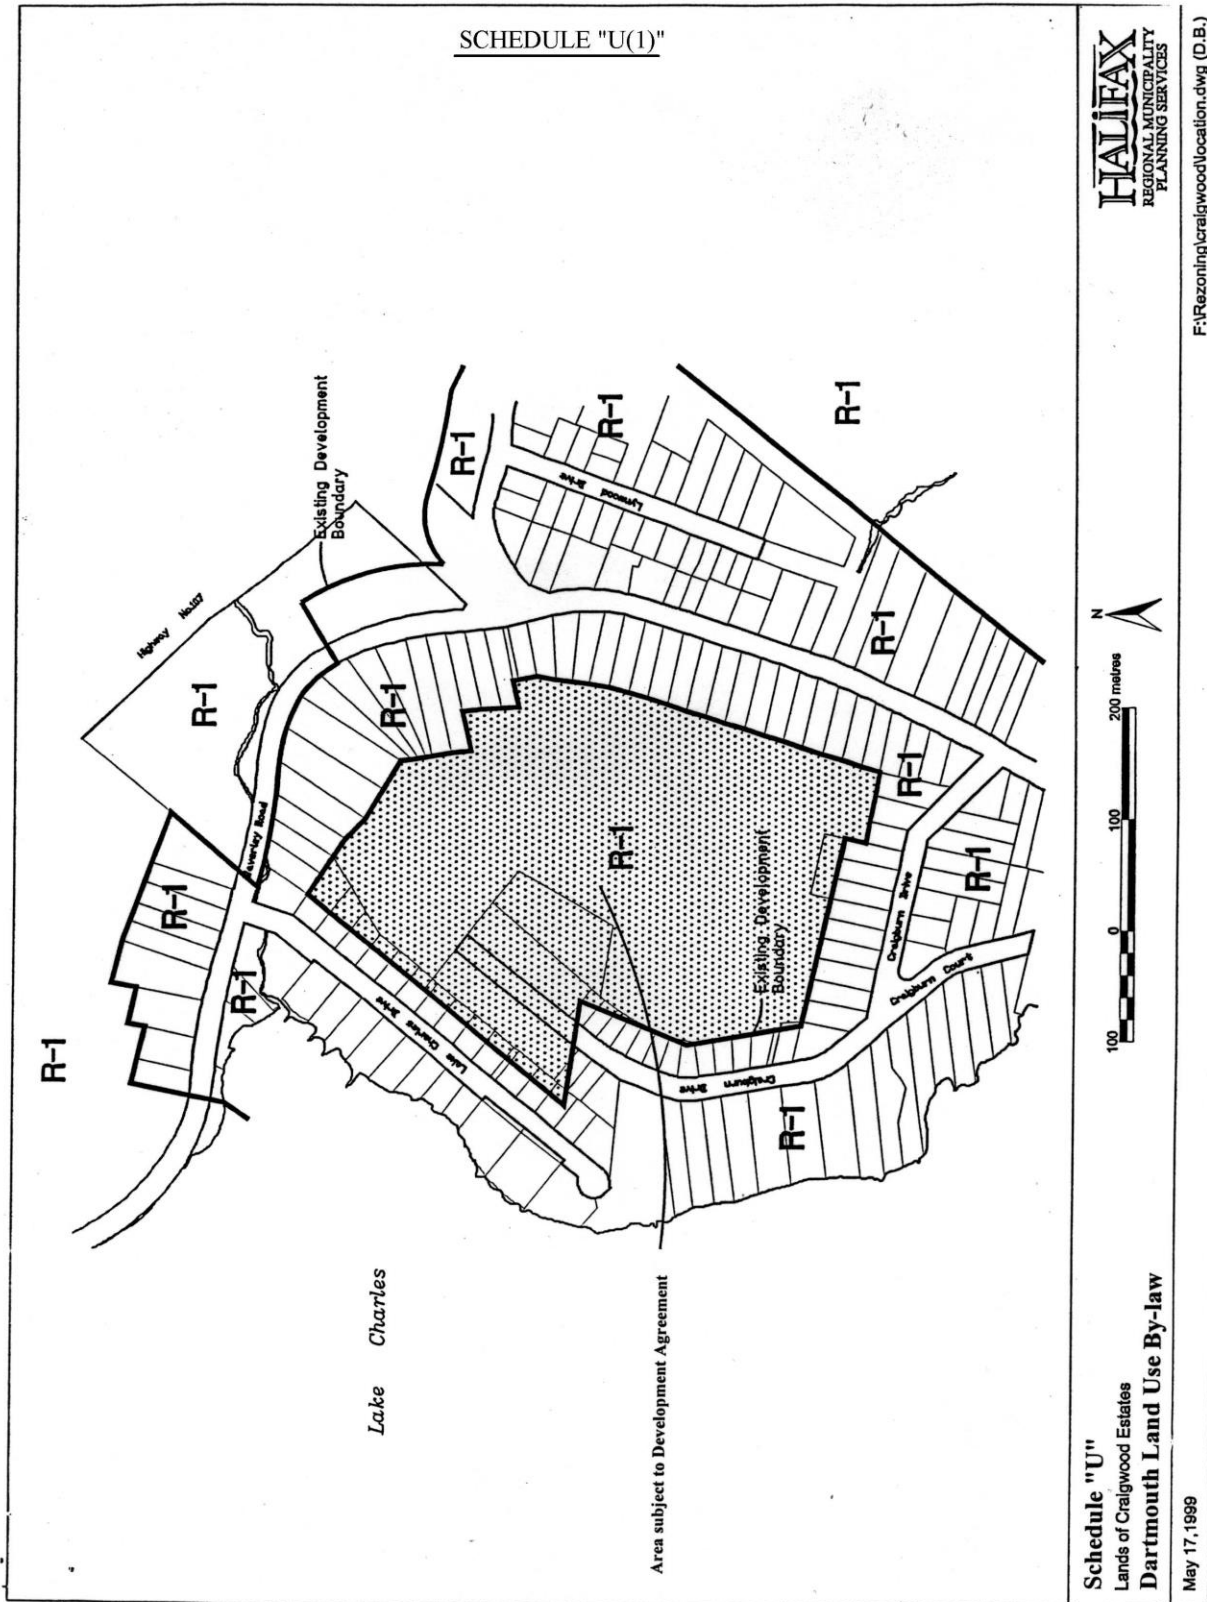 SCHEDULE "U(1)"
Highway No.107
Existing Development
Boundary
R-1
R-1
R-1
R-1
R-1
R-1
R-1
R-1
Waverley Road
Lynwood Drive
R-1
R-1
R-1
R-1
R-1
Lake Charles Drive
Existing Development
Boundary
Craigburn Drive
Craigburn Drive
Craigburn Court
Lake Charles
Area subject to Development Agreement
N
100 0 100 200 metres
Schedule "U"
Lands of Craigwood Estates
Dartmouth Land Use By-law
HALIFAX
REGIONAL MUNICIPALITY
PLANNING SERVICES
May 17,1999
F:\Rezoning\craigwood\location.dwg (D.B.)